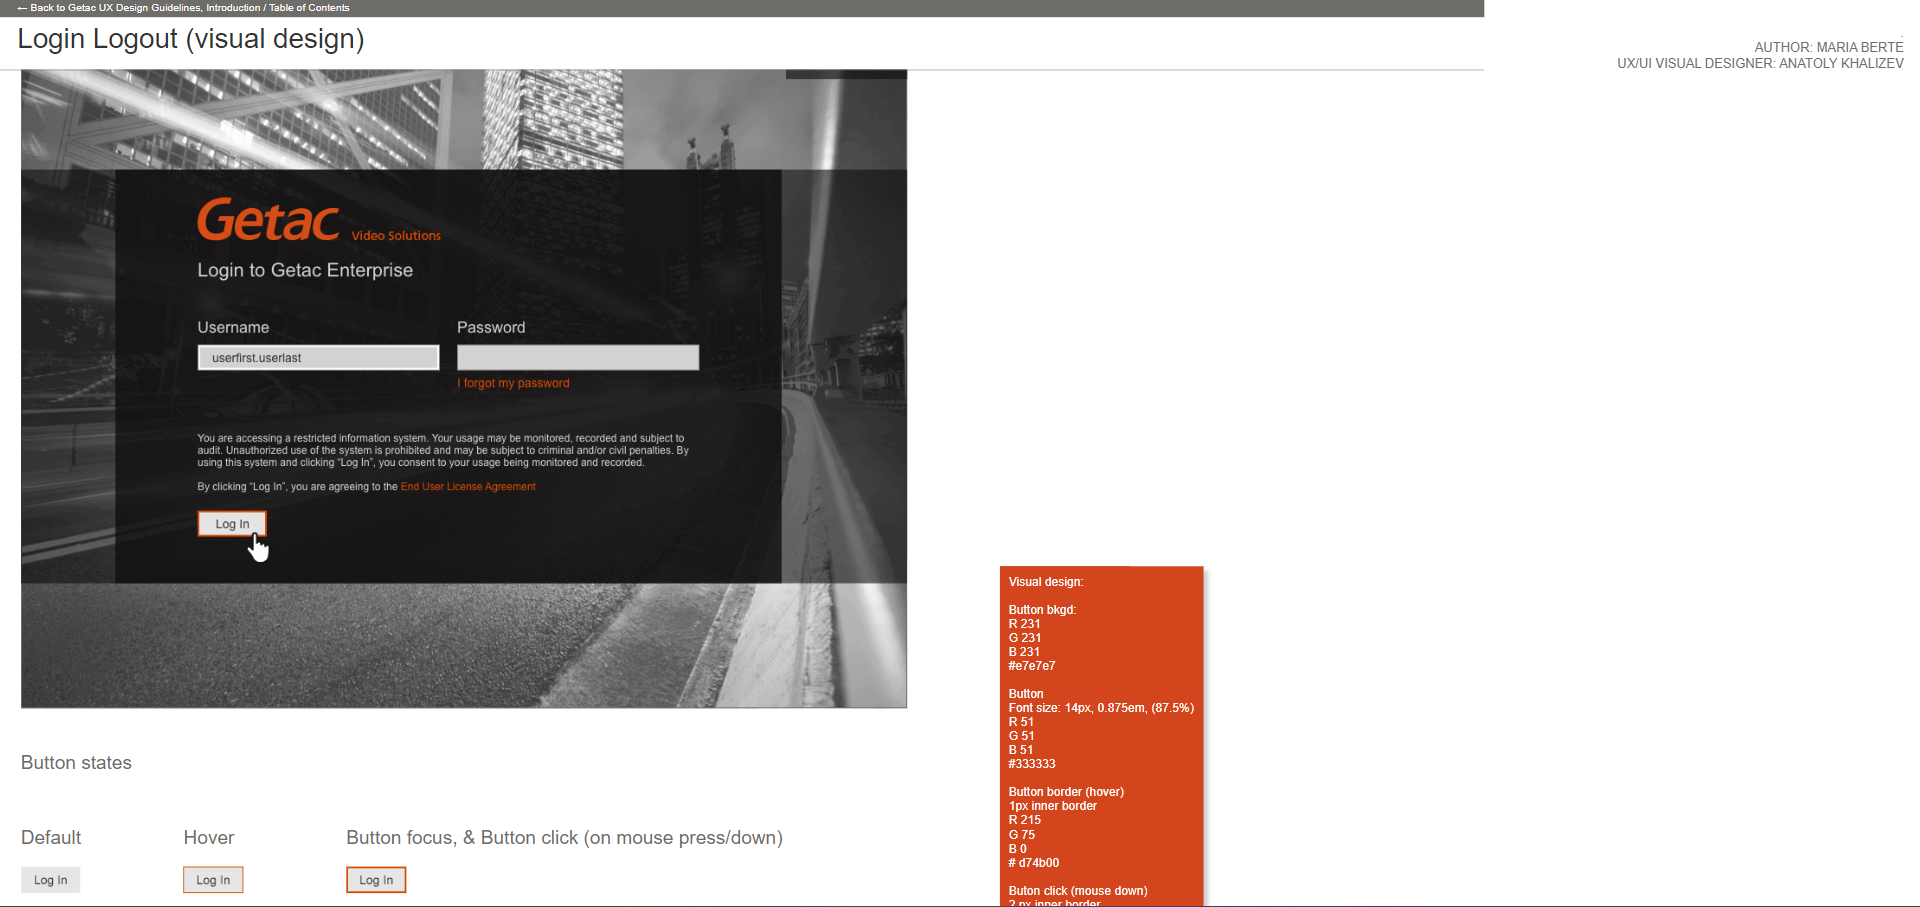 ← Back to Getac UX Design Guidelines, Introduction / Table of Contents
Login Logout (visual design)
AUTHOR: MARIA BERTE
UX/UI VISUAL DESIGNER: ANATOLY KHALIZEV
Getac Video Solutions
Login to Getac Enterprise
Username
Password
userfirst.userlast
I forgot my password
You are accessing a restricted information system. Your usage may be monitored, recorded and subject to
audit. Unauthorized use of the system is prohibited and may be subject to criminal and/or civil penalties. By
using this system and clicking “Log In”, you consent to your usage being monitored and recorded.
By clicking “Log In”, you are agreeing to the End User License Agreement
Log In
Visual design:
Button bkgd:
R 231
G 231
B 231
#e7e7e7
Button
Font size: 14px, 0.875em, (87.5%)
R 51
G 51
B 51
#333333
Button border (hover)
1px inner border
R 215
G 75
B 0
# d74b00
Buton click (mouse down)
2 px inner border
Button states
Default
Hover
Button focus, & Button click (on mouse press/down)
Log In
Log In
Log In